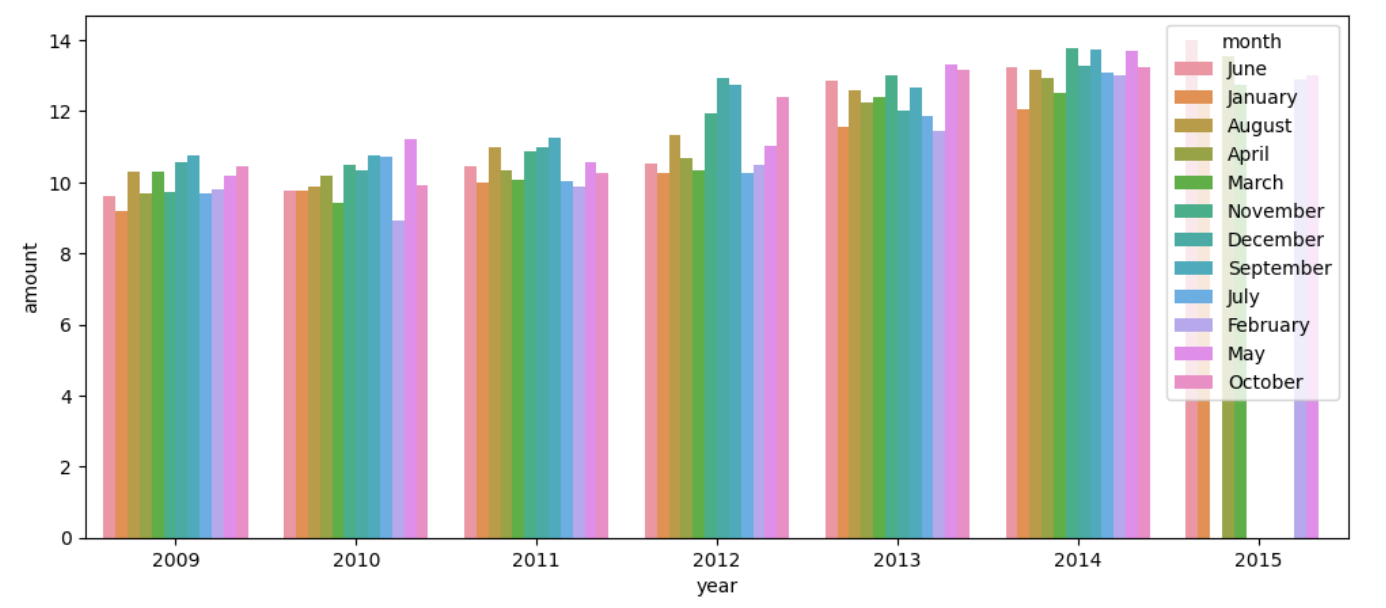 14
12
10
8
6
4
2
0
amount
2009 2010 2011 2012 2013 2014 2015
year
month
June
January
August
April
March
November
December
September
July
February
May
October